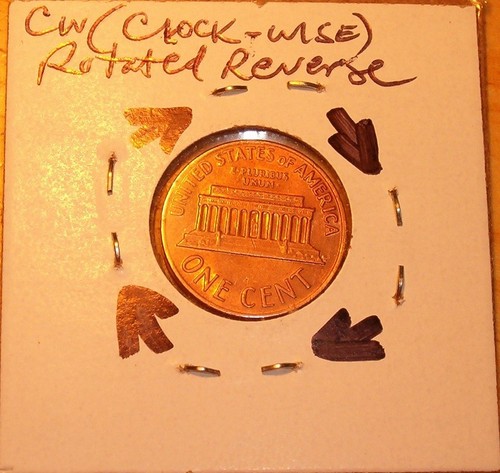 CW (CLOCK-WISE)
Rotated Reverse
UNITED STATES OF AMERICA
E·PLURIBUS
UNUM
ONE CENT